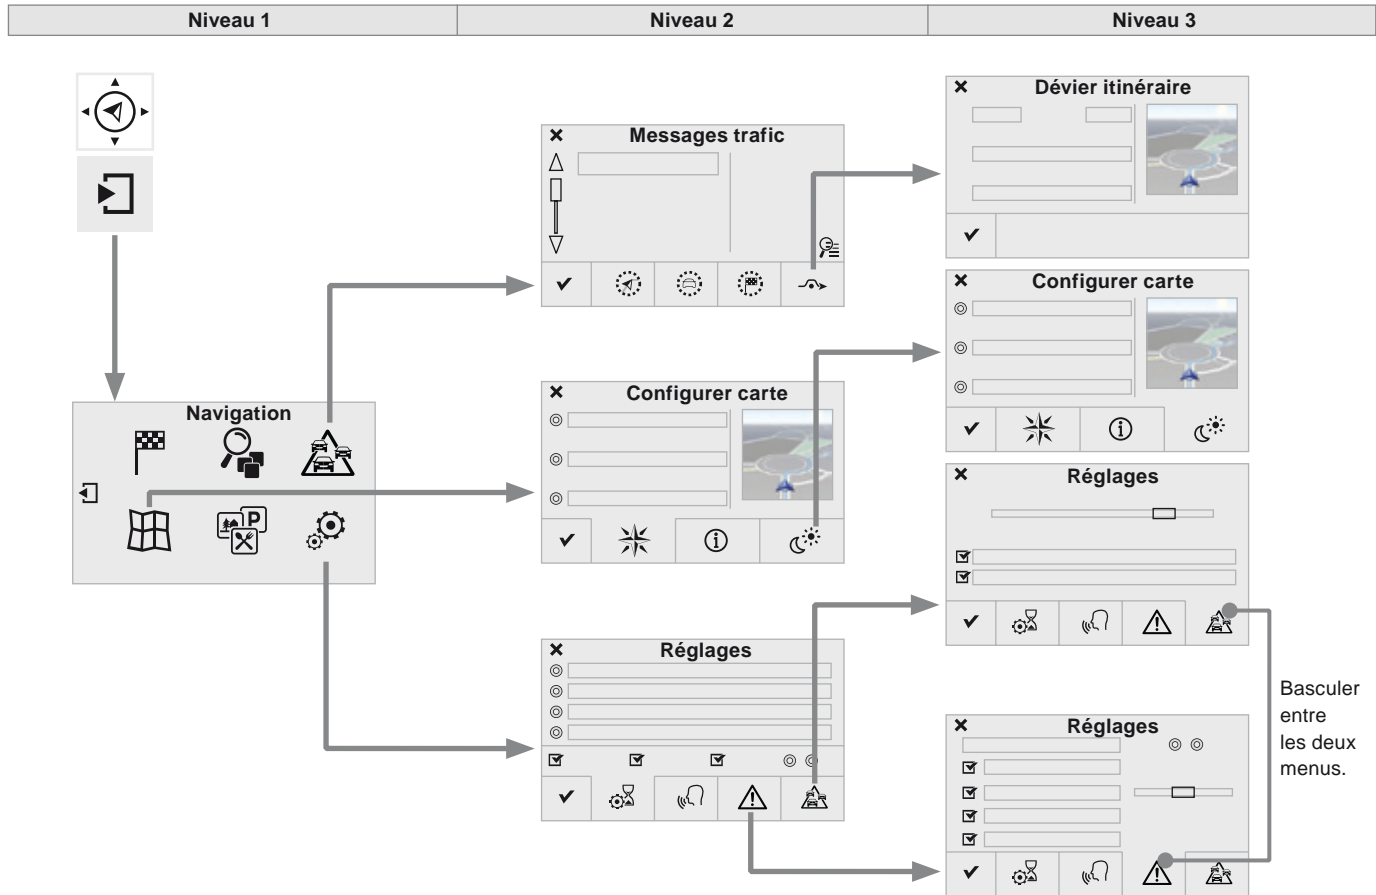 Niveau 1
Niveau 2
Niveau 3
Navigation
P
Messages trafic
Configurer carte
Réglages
Dévier itinéraire
Configurer carte
Réglages
Réglages
Basculer
entre
les deux
menus.